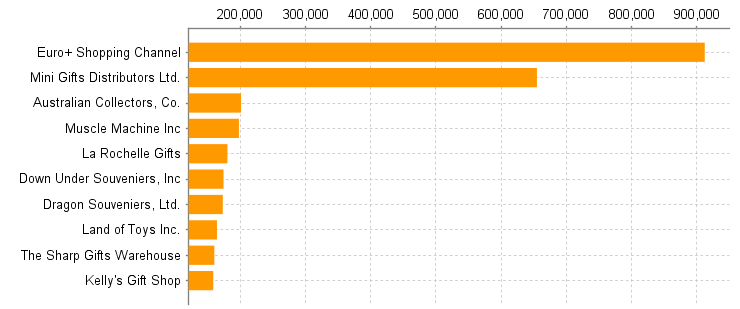 200,000 300,000 400,000 500,000 600,000 700,000 800,000 900,000
Euro+ Shopping Channel
Mini Gifts Distributors Ltd.
Australian Collectors, Co.
Muscle Machine Inc
La Rochelle Gifts
Down Under Souveniers, Inc
Dragon Souveniers, Ltd.
Land of Toys Inc.
The Sharp Gifts Warehouse
Kelly's Gift Shop